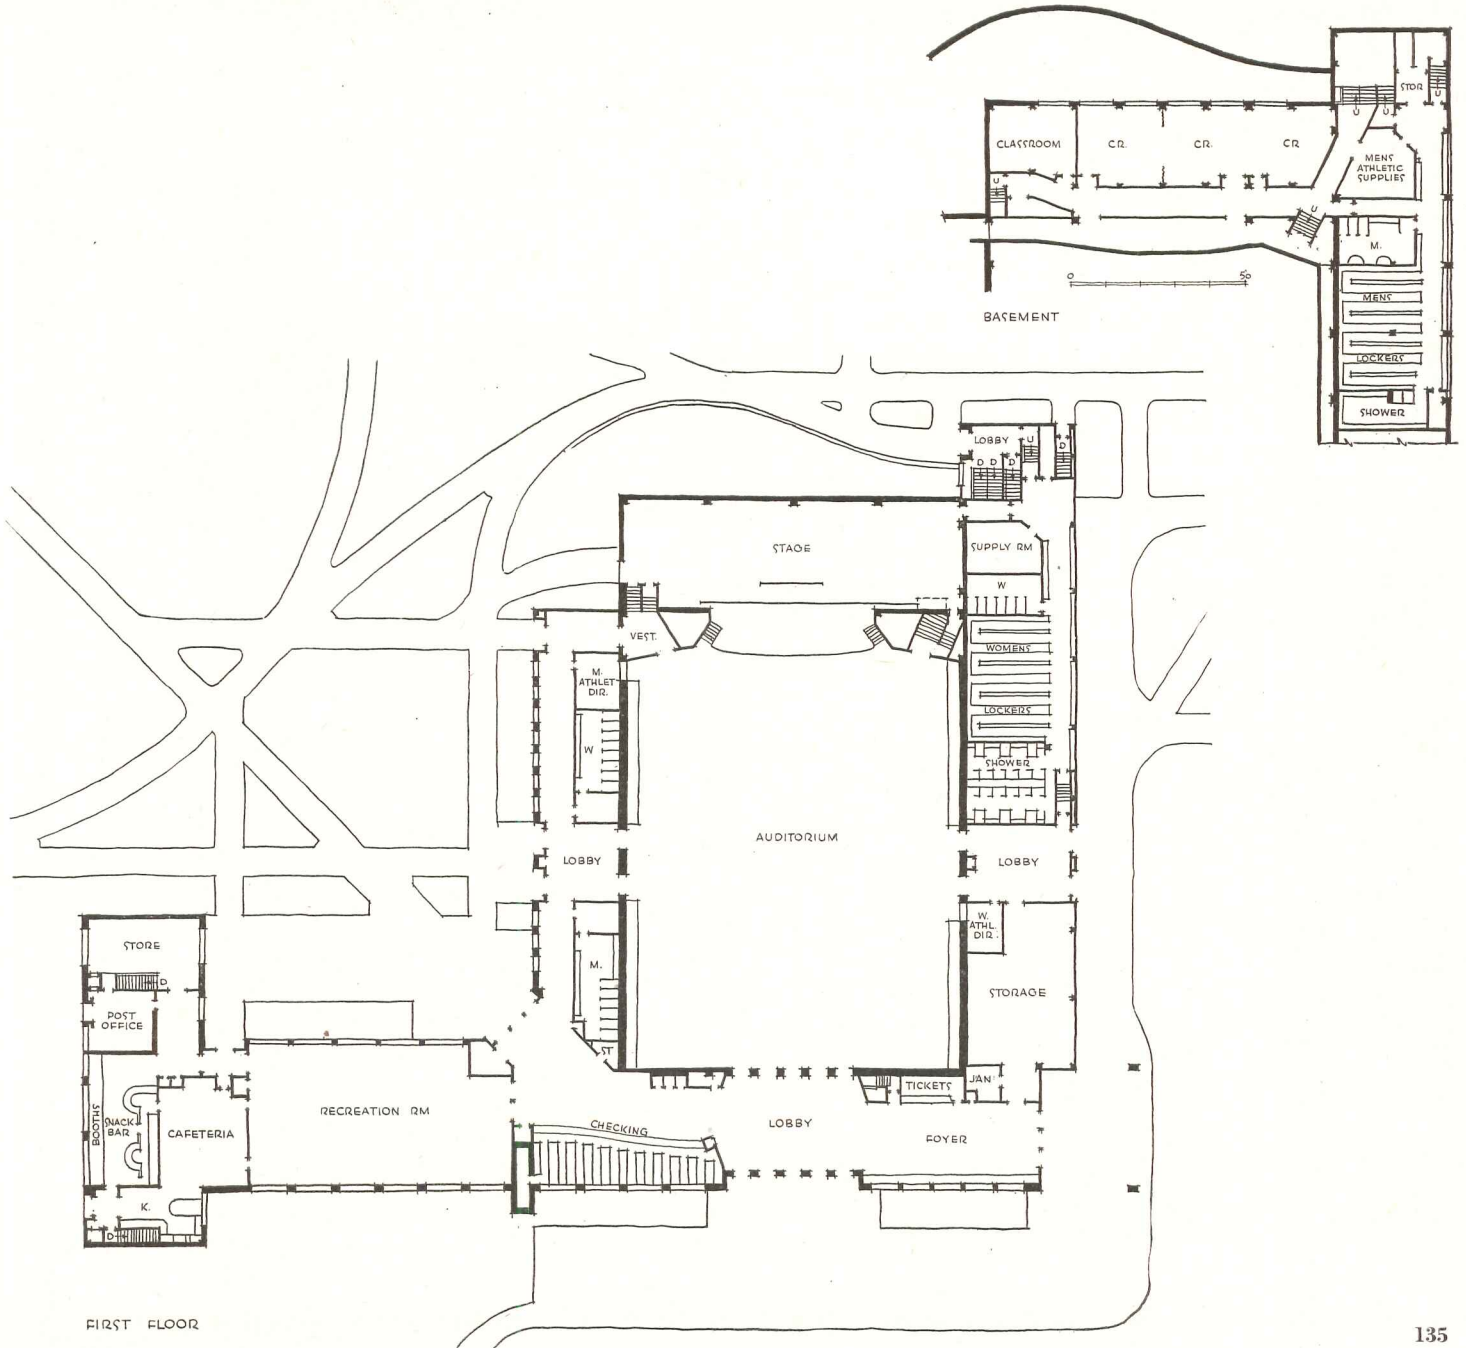 STOR
U
U
U
CLASSROOM
C.R.
C.R.
C.R
MENS
ATHLETIC
SUPPLIES
U
U
M.
0
50
BASEMENT
MENS
LOCKERS
SHOWER
LOBBY
U
D
D
D
D
STAGE
SUPPLY RM
W
VEST.
WOMENS
LOCKERS
M.
ATHLET
DIR.
W
SHOWER
AUDITORIUM
LOBBY
LOBBY
W.
ATHL.
DIR.
STORE
D
M.
STORAGE
POST
OFFICE
ST
JAN
TICKETS
BOOTHS
SNACK
BAR
CAFETERIA
RECREATION RM
CHECKING
LOBBY
FOYER
K.
D
FIRST FLOOR
135